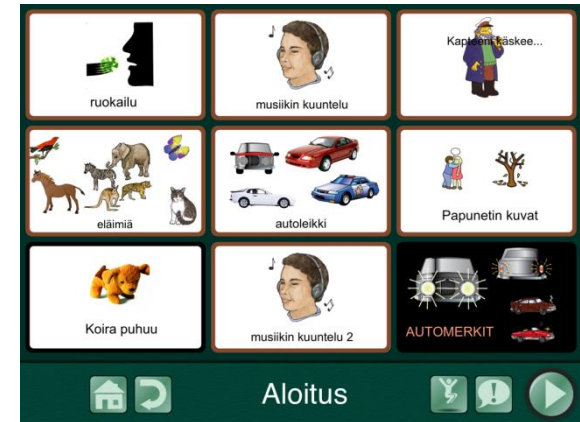 ruokailu
musiikin kuuntelu
Kapteeni käskee...
eläimiä
autoleikki
Papunetin kuvat
Koira puhuu
musiikin kuuntelu 2
AUTOMERKIT
Aloitus